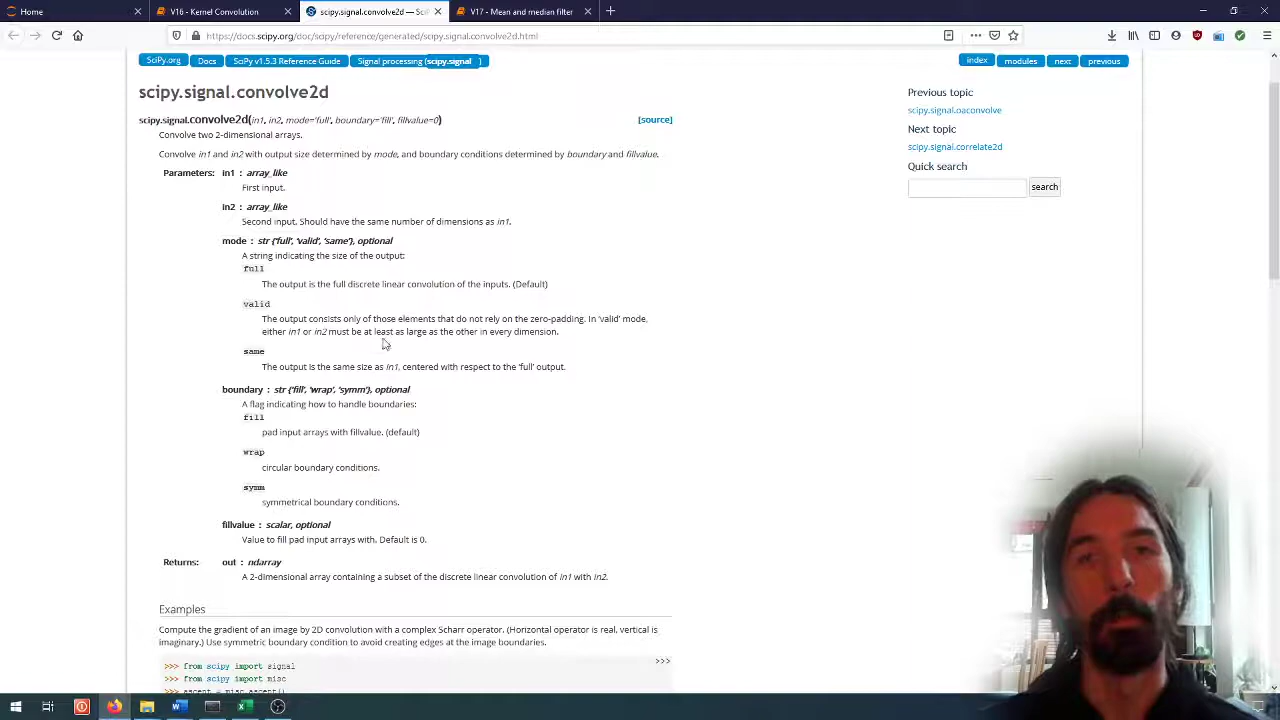 Home
V16 - Kernel Convolution
scipy.signal.convolve2d — Sci
V17 - Mean and median filter
https://docs.scipy.org/doc/scipy/reference/generated/scipy.signal.convolve2d.html
SciPy.org
Docs
SciPy v1.5.3 Reference Guide
Signal processing (scipy.signal)
index
modules
next
previous
scipy.signal.convolve2d
scipy.signal.convolve2d(in1, in2, mode='full', boundary='fill', fillvalue=0)
[source]
Convolve two 2-dimensional arrays.
Convolve in1 and in2 with output size determined by mode, and boundary conditions determined by boundary and fillvalue.
Parameters: in1 : array_like
First input.
in2 : array_like
Second input. Should have the same number of dimensions as in1.
mode : str {'full', 'valid', 'same'}, optional
A string indicating the size of the output:
full
The output is the full discrete linear convolution of the inputs. (Default)
valid
The output consists only of those elements that do not rely on the zero-padding. In 'valid' mode,
either in1 or in2 must be at least as large as the other in every dimension.
same
The output is the same size as in1, centered with respect to the 'full' output.
boundary : str {'fill', 'wrap', 'symm'}, optional
A flag indicating how to handle boundaries:
fill
pad input arrays with fillvalue. (default)
wrap
circular boundary conditions.
symm
symmetrical boundary conditions.
fillvalue : scalar, optional
Value to fill pad input arrays with. Default is 0.
Returns: out : ndarray
A 2-dimensional array containing a subset of the discrete linear convolution of in1 with in2.
Examples
Compute the gradient of an image by 2D convolution with a complex Scharr operator. (Horizontal operator is real, vertical is
imaginary.) Use symmetric boundary condition to avoid creating edges at the image boundaries.
>>>
>>> from scipy import signal
>>> from scipy import misc
>>> ascent = misc.ascent()
Previous topic
scipy.signal.oaconvolve
Next topic
scipy.signal.correlate2d
Quick search
search